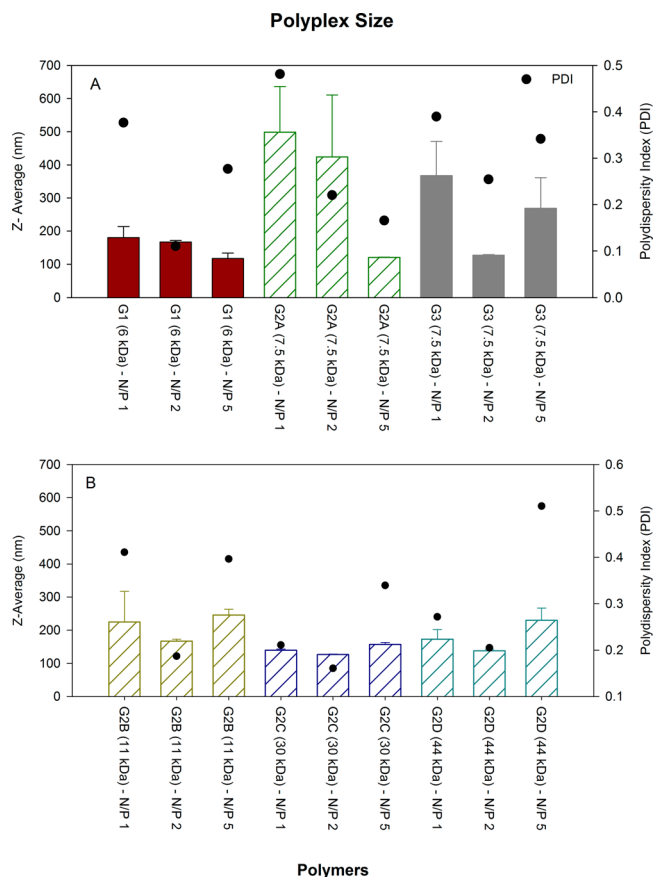 Polyplex Size
A
PDI
700
600
500
400
300
200
100
0
Z- Average (nm)
0.5
0.4
0.3
0.2
0.1
0.0
Polydispersity Index (PDI)
G1 (6 kDa) - N/P 1
G1 (6 kDa) - N/P 2
G1 (6 kDa) - N/P 5
G2A (7.5 kDa) - N/P 1
G2A (7.5 kDa) - N/P 2
G2A (7.5 kDa) - N/P 5
G3 (7.5 kDa) - N/P 1
G3 (7.5 kDa) - N/P 2
G3 (7.5 kDa) - N/P 5
B
700
600
500
400
300
200
100
0
Z-Average (nm)
0.6
0.5
0.4
0.3
0.2
0.1
Polydispersity Index (PDI)
G2B (11 kDa) - N/P 1
G2B (11 kDa) - N/P 2
G2B (11 kDa) - N/P 5
G2C (30 kDa) - N/P 1
G2C (30 kDa) - N/P 2
G2C (30 kDa) - N/P 5
G2D (44 kDa) - N/P 1
G2D (44 kDa) - N/P 2
G2D (44 kDa) - N/P 5
Polymers